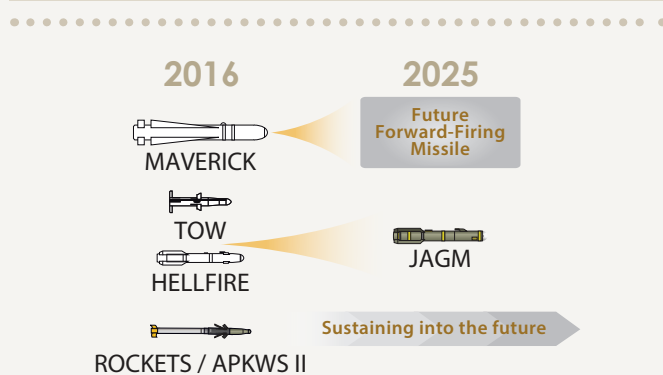 2016
2025
MAVERICK
Future
Forward-Firing
Missile
TOW
HELLFIRE
JAGM
ROCKETS / APKWS II
Sustaining into the future